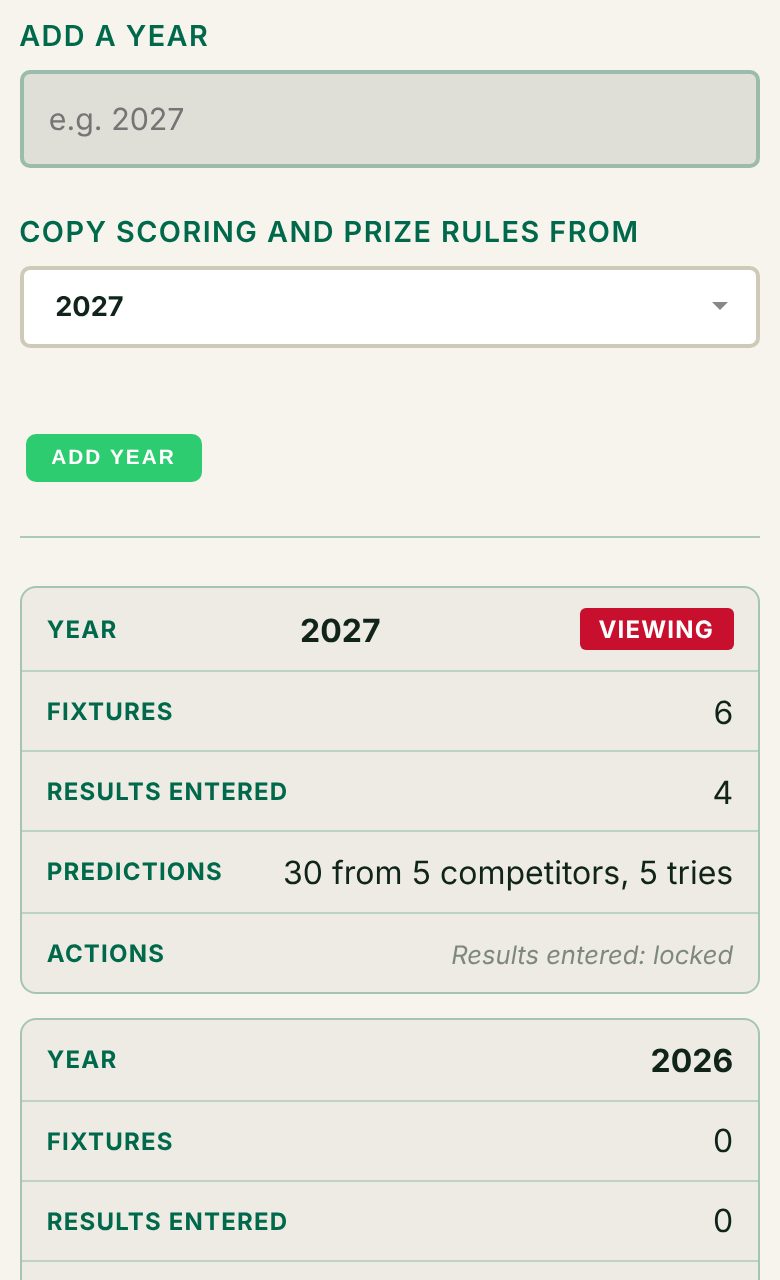 ADD A YEAR
e.g. 2027
COPY SCORING AND PRIZE RULES FROM
2027
ADD YEAR
YEAR 2027 VIEWING
FIXTURES 6
RESULTS ENTERED 4
PREDICTIONS 30 from 5 competitors, 5 tries
ACTIONS Results entered: locked
YEAR 2026
FIXTURES 0
RESULTS ENTERED 0